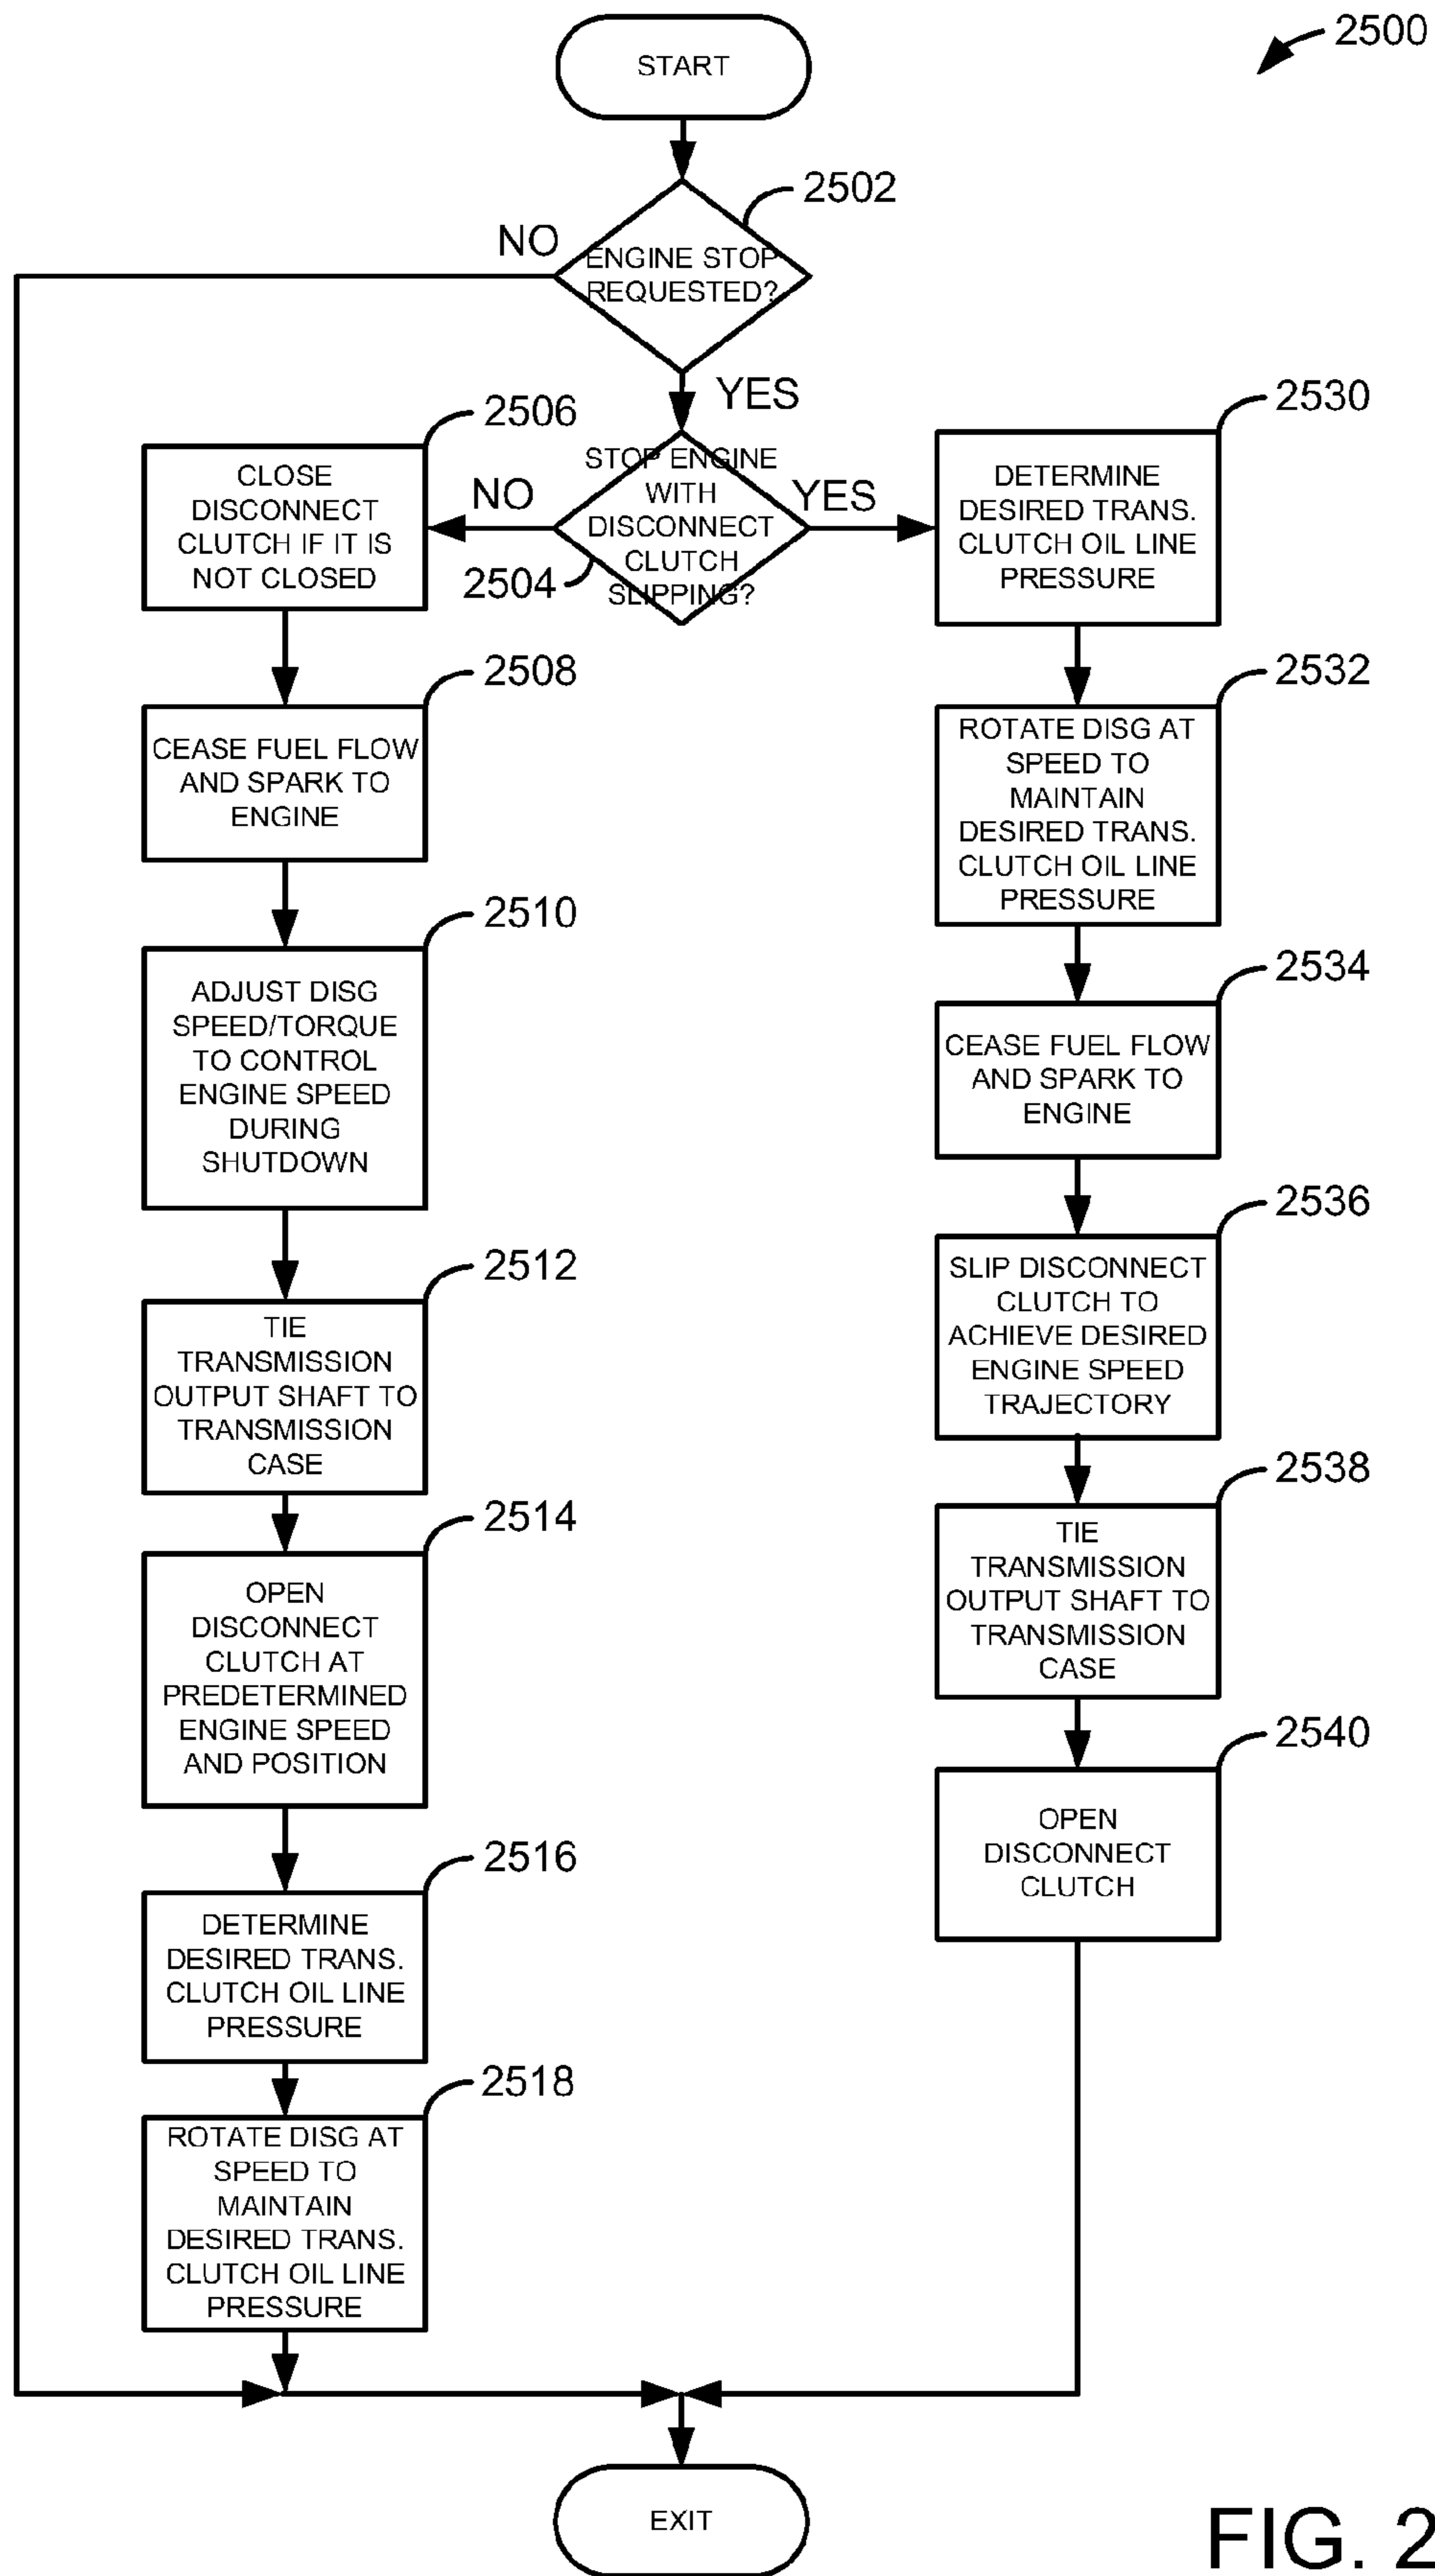 2500
START
2502
NO
ENGINE STOP
REQUESTED?
YES
2504
STOP ENGINE
WITH
DISCONNECT
CLUTCH
SLIPPING?
NO
YES
2506
CLOSE
DISCONNECT
CLUTCH IF IT IS
NOT CLOSED
2508
CEASE FUEL FLOW
AND SPARK TO
ENGINE
2510
ADJUST DISG
SPEED/TORQUE
TO CONTROL
ENGINE SPEED
DURING
SHUTDOWN
2512
TIE
TRANSMISSION
OUTPUT SHAFT TO
TRANSMISSION
CASE
2514
OPEN
DISCONNECT
CLUTCH AT
PREDETERMINED
ENGINE SPEED
AND POSITION
2516
DETERMINE
DESIRED TRANS.
CLUTCH OIL LINE
PRESSURE
2518
ROTATE DISG AT
SPEED TO
MAINTAIN
DESIRED TRANS.
CLUTCH OIL LINE
PRESSURE
2530
DETERMINE
DESIRED TRANS.
CLUTCH OIL LINE
PRESSURE
2532
ROTATE DISG AT
SPEED TO
MAINTAIN
DESIRED TRANS.
CLUTCH OIL LINE
PRESSURE
2534
CEASE FUEL FLOW
AND SPARK TO
ENGINE
2536
SLIP DISCONNECT
CLUTCH TO
ACHIEVE DESIRED
ENGINE SPEED
TRAJECTORY
2538
TIE
TRANSMISSION
OUTPUT SHAFT TO
TRANSMISSION
CASE
2540
OPEN
DISCONNECT
CLUTCH
EXIT
FIG. 2